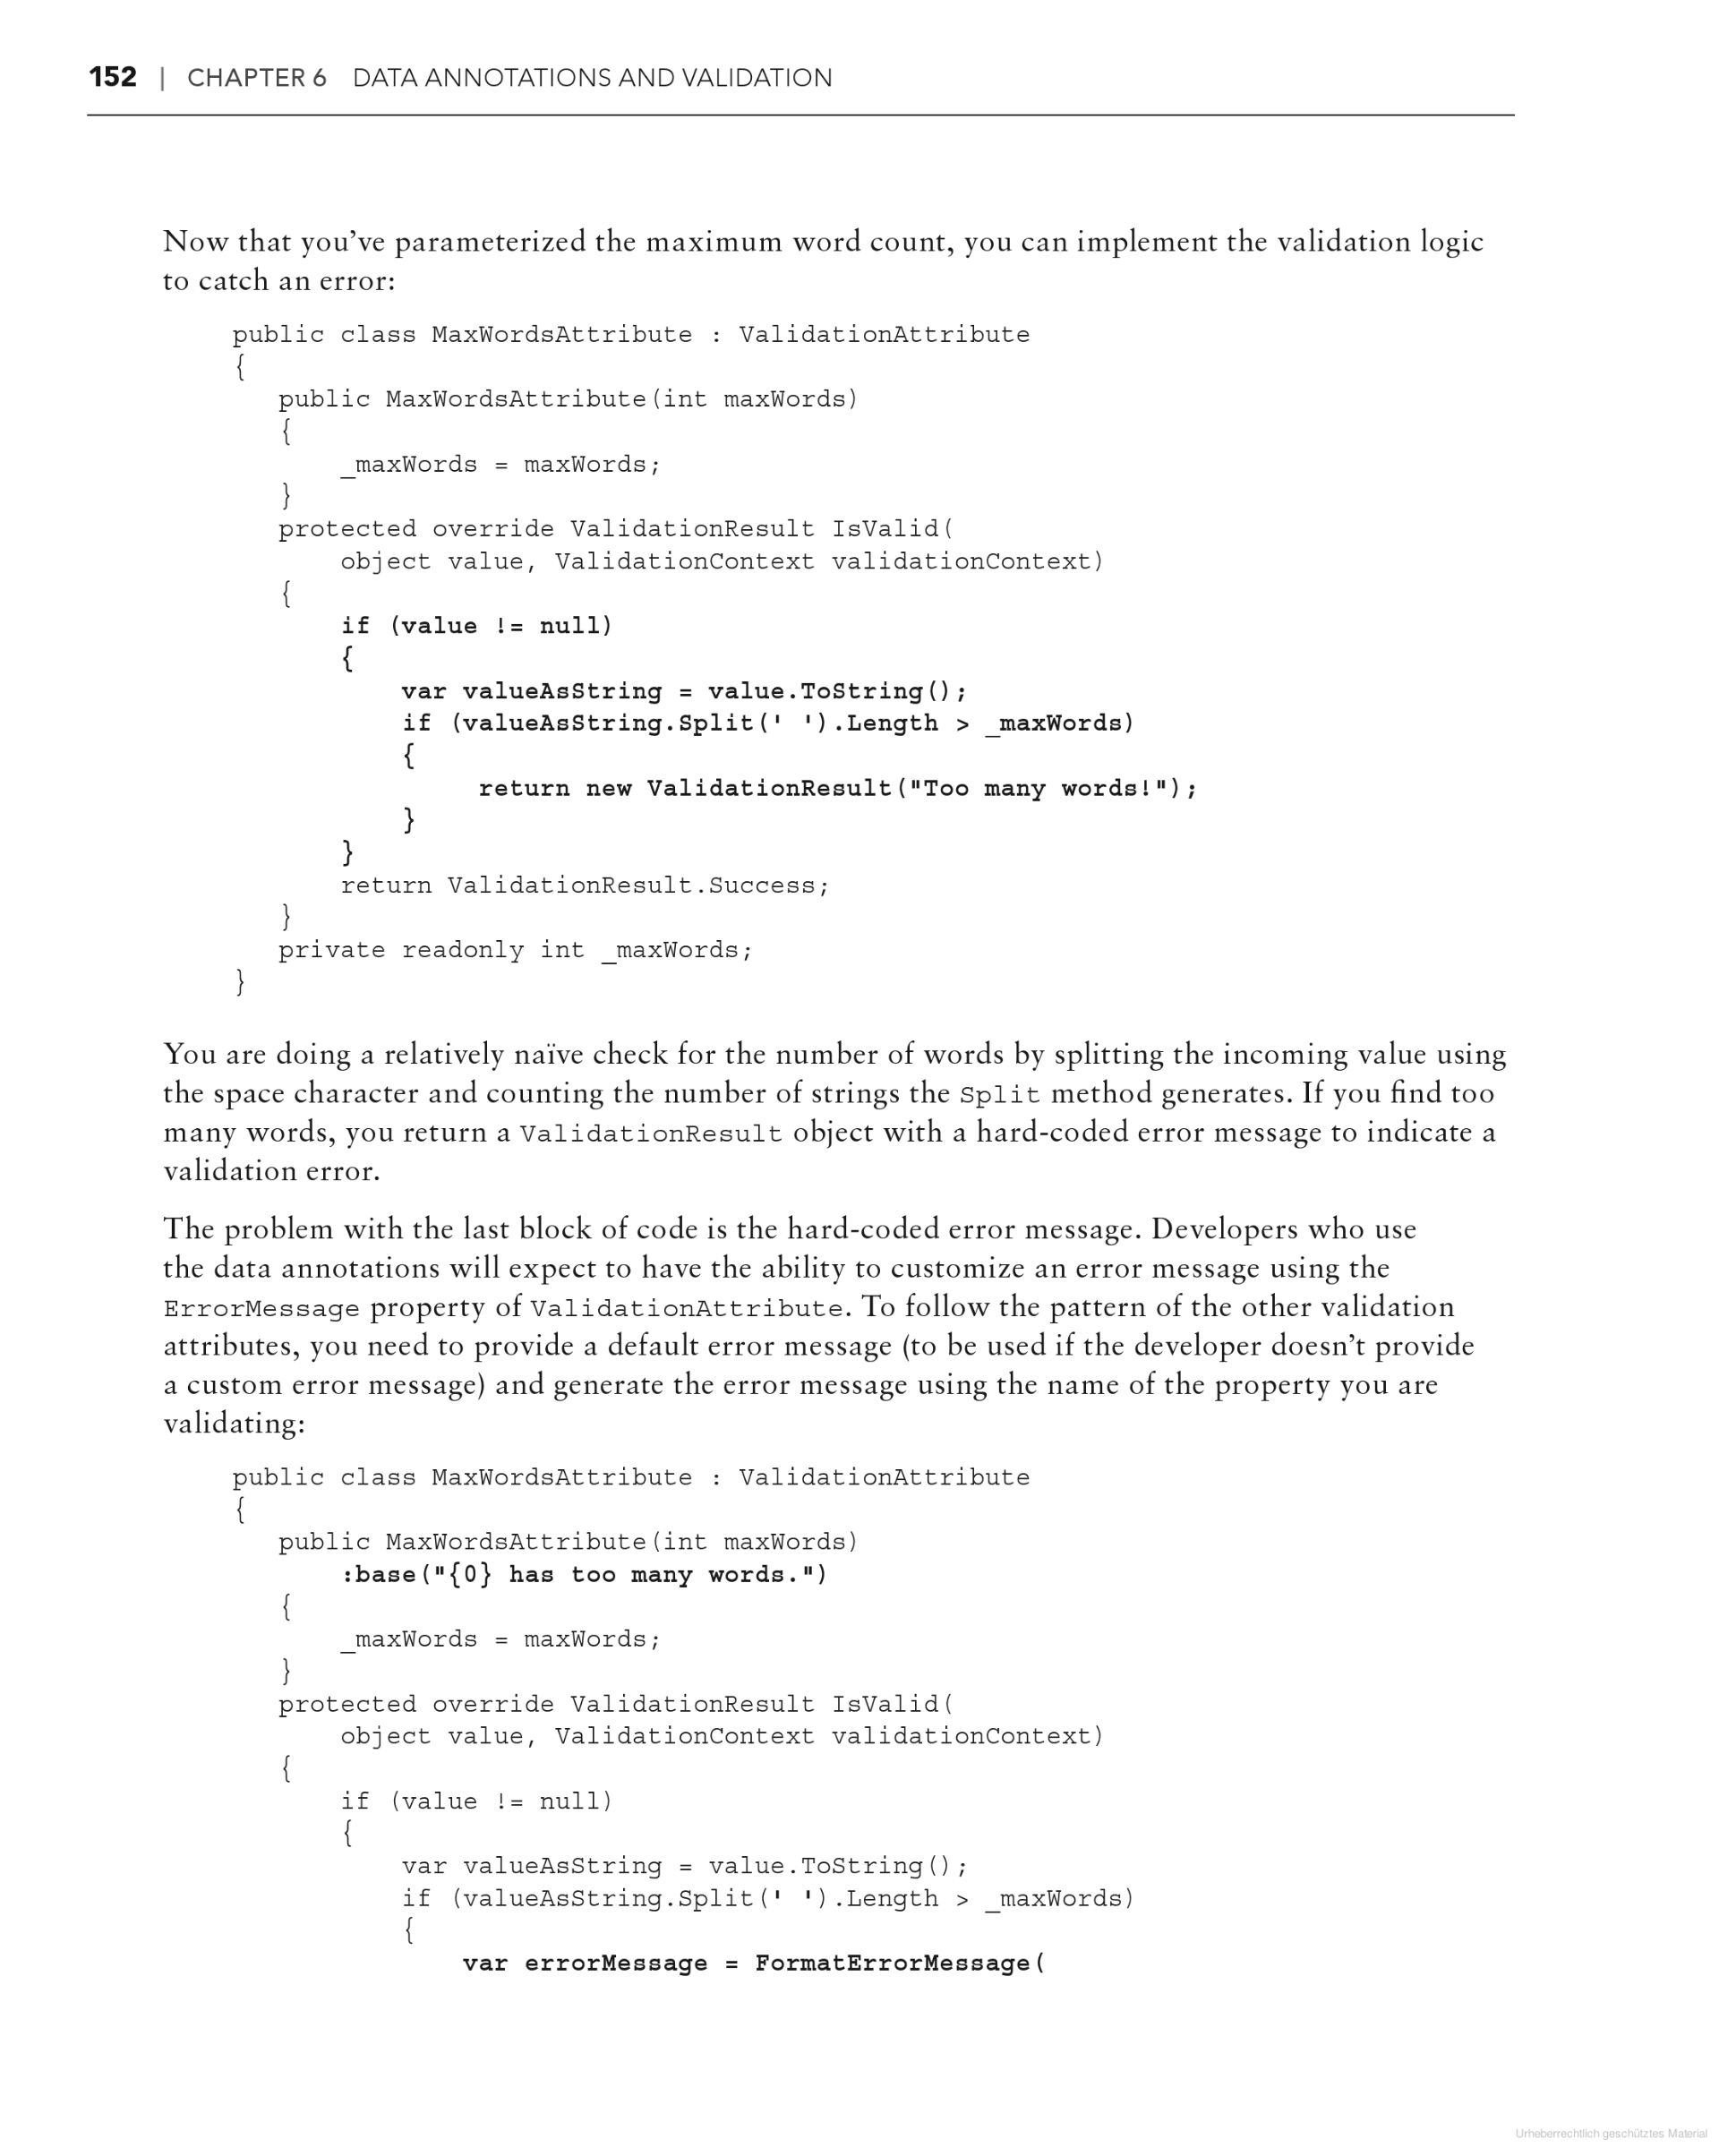 152 | CHAPTER 6 DATA ANNOTATIONS AND VALIDATION
Now that you’ve parameterized the maximum word count, you can implement the validation logic
to catch an error:
public class MaxWordsAttribute : ValidationAttribute
{
public MaxWordsAttribute(int maxWords)
{
_maxWords = maxWords;
}
protected override ValidationResult IsValid(
object value, ValidationContext validationContext)
{
if (value != null)
{
var valueAsString = value.ToString();
if (valueAsString.Split(' ').Length > _maxWords)
{
return new ValidationResult("Too many words!");
}
}
return ValidationResult.Success;
}
private readonly int _maxWords;
}
You are doing a relatively naïve check for the number of words by splitting the incoming value using
the space character and counting the number of strings the Split method generates. If you find too
many words, you return a ValidationResult object with a hard-coded error message to indicate a
validation error.
The problem with the last block of code is the hard-coded error message. Developers who use
the data annotations will expect to have the ability to customize an error message using the
ErrorMessage property of ValidationAttribute. To follow the pattern of the other validation
attributes, you need to provide a default error message (to be used if the developer doesn’t provide
a custom error message) and generate the error message using the name of the property you are
validating:
public class MaxWordsAttribute : ValidationAttribute
{
public MaxWordsAttribute(int maxWords)
:base("{0} has too many words.")
{
_maxWords = maxWords;
}
protected override ValidationResult IsValid(
object value, ValidationContext validationContext)
{
if (value != null)
{
var valueAsString = value.ToString();
if (valueAsString.Split(' ').Length > _maxWords)
{
var errorMessage = FormatErrorMessage(
Urheberrechtlich geschütztes Material